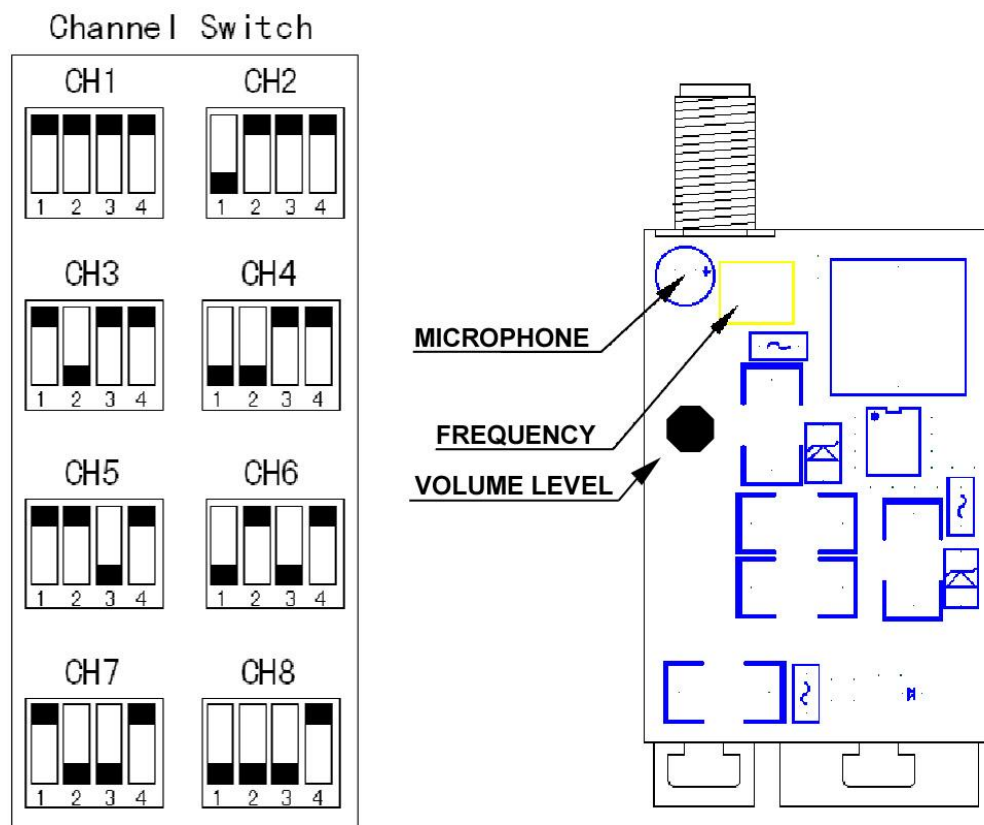 Channel Switch
CH1 CH2
1 2 3 4 1 2 3 4
CH3 CH4
1 2 3 4 1 2 3 4
CH5 CH6
1 2 3 4 1 2 3 4
CH7 CH8
1 2 3 4 1 2 3 4
MICROPHONE
FREQUENCY
VOLUME LEVEL